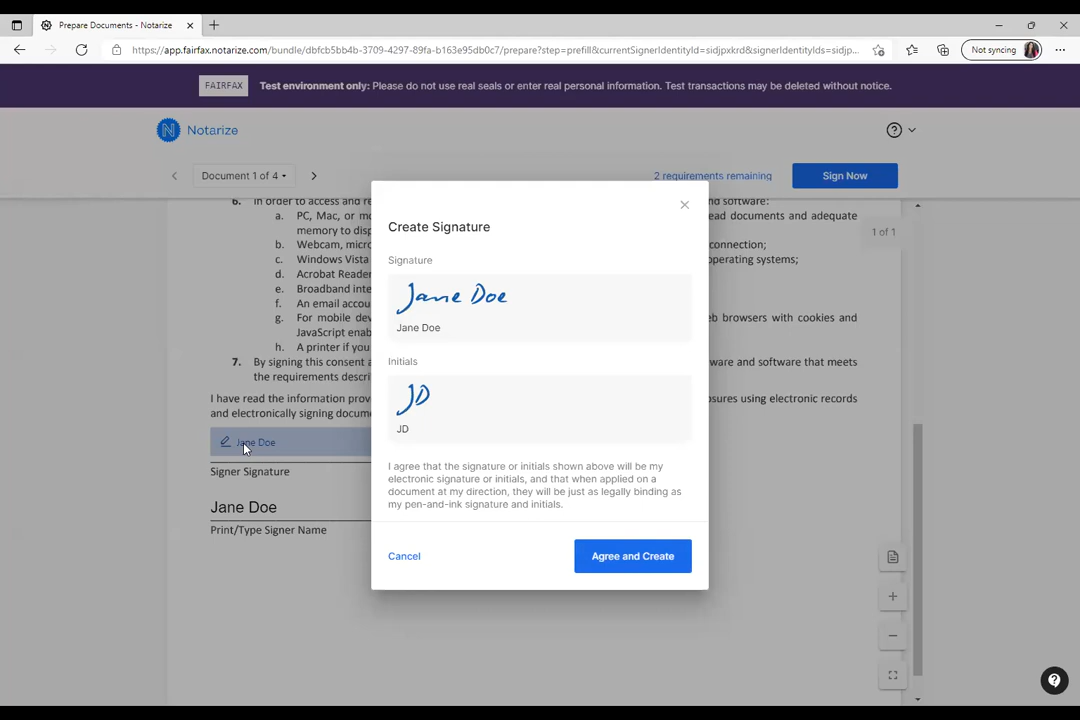 Prepare Documents - Notarize
https://app.fairfax.notarize.com/bundle/dbfcb5bb4b-3709-4297-89fa-b163e95db0c7/prepare?step=prefill&currentSignerIdentityId=sidjpxkrd&signerIdentityIds=sidjp...
Not syncing
FAIRFAX Test environment only: Please do not use real seals or enter real personal information. Test transactions may be deleted without notice.
N Notarize
Document 1 of 4
2 requirements remaining
Sign Now
6. In order to access and re
nd software:
a. PC, Mac, or mo
ead documents and adequate
memory to disp
b. Webcam, micro
connection;
c. Windows Vista
operating systems;
d. Acrobat Reader
e. Broadband inte
f. An email accou
g. For mobile dev
eb browsers with cookies and
JavaScript enab
h. A printer if you
7. By signing this consent a
ware and software that meets
the requirements descri
I have read the information prov
osures using electronic records
and electronically signing docum
Jane Doe
Signer Signature
Jane Doe
Print/Type Signer Name
1 of 1
Create Signature
Signature
Jane Doe
Jane Doe
Initials
JD
JD
I agree that the signature or initials shown above will be my
electronic signature or initials, and that when applied on a
document at my direction, they will be just as legally binding as
my pen-and-ink signature and initials.
Cancel
Agree and Create